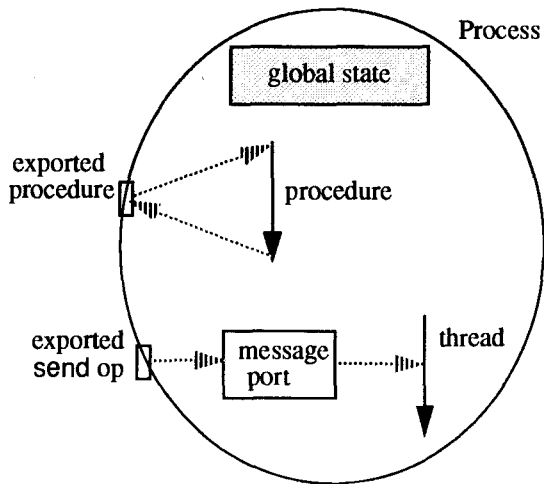 Process
global state
exported
procedure
procedure
exported
send op
message
port
thread